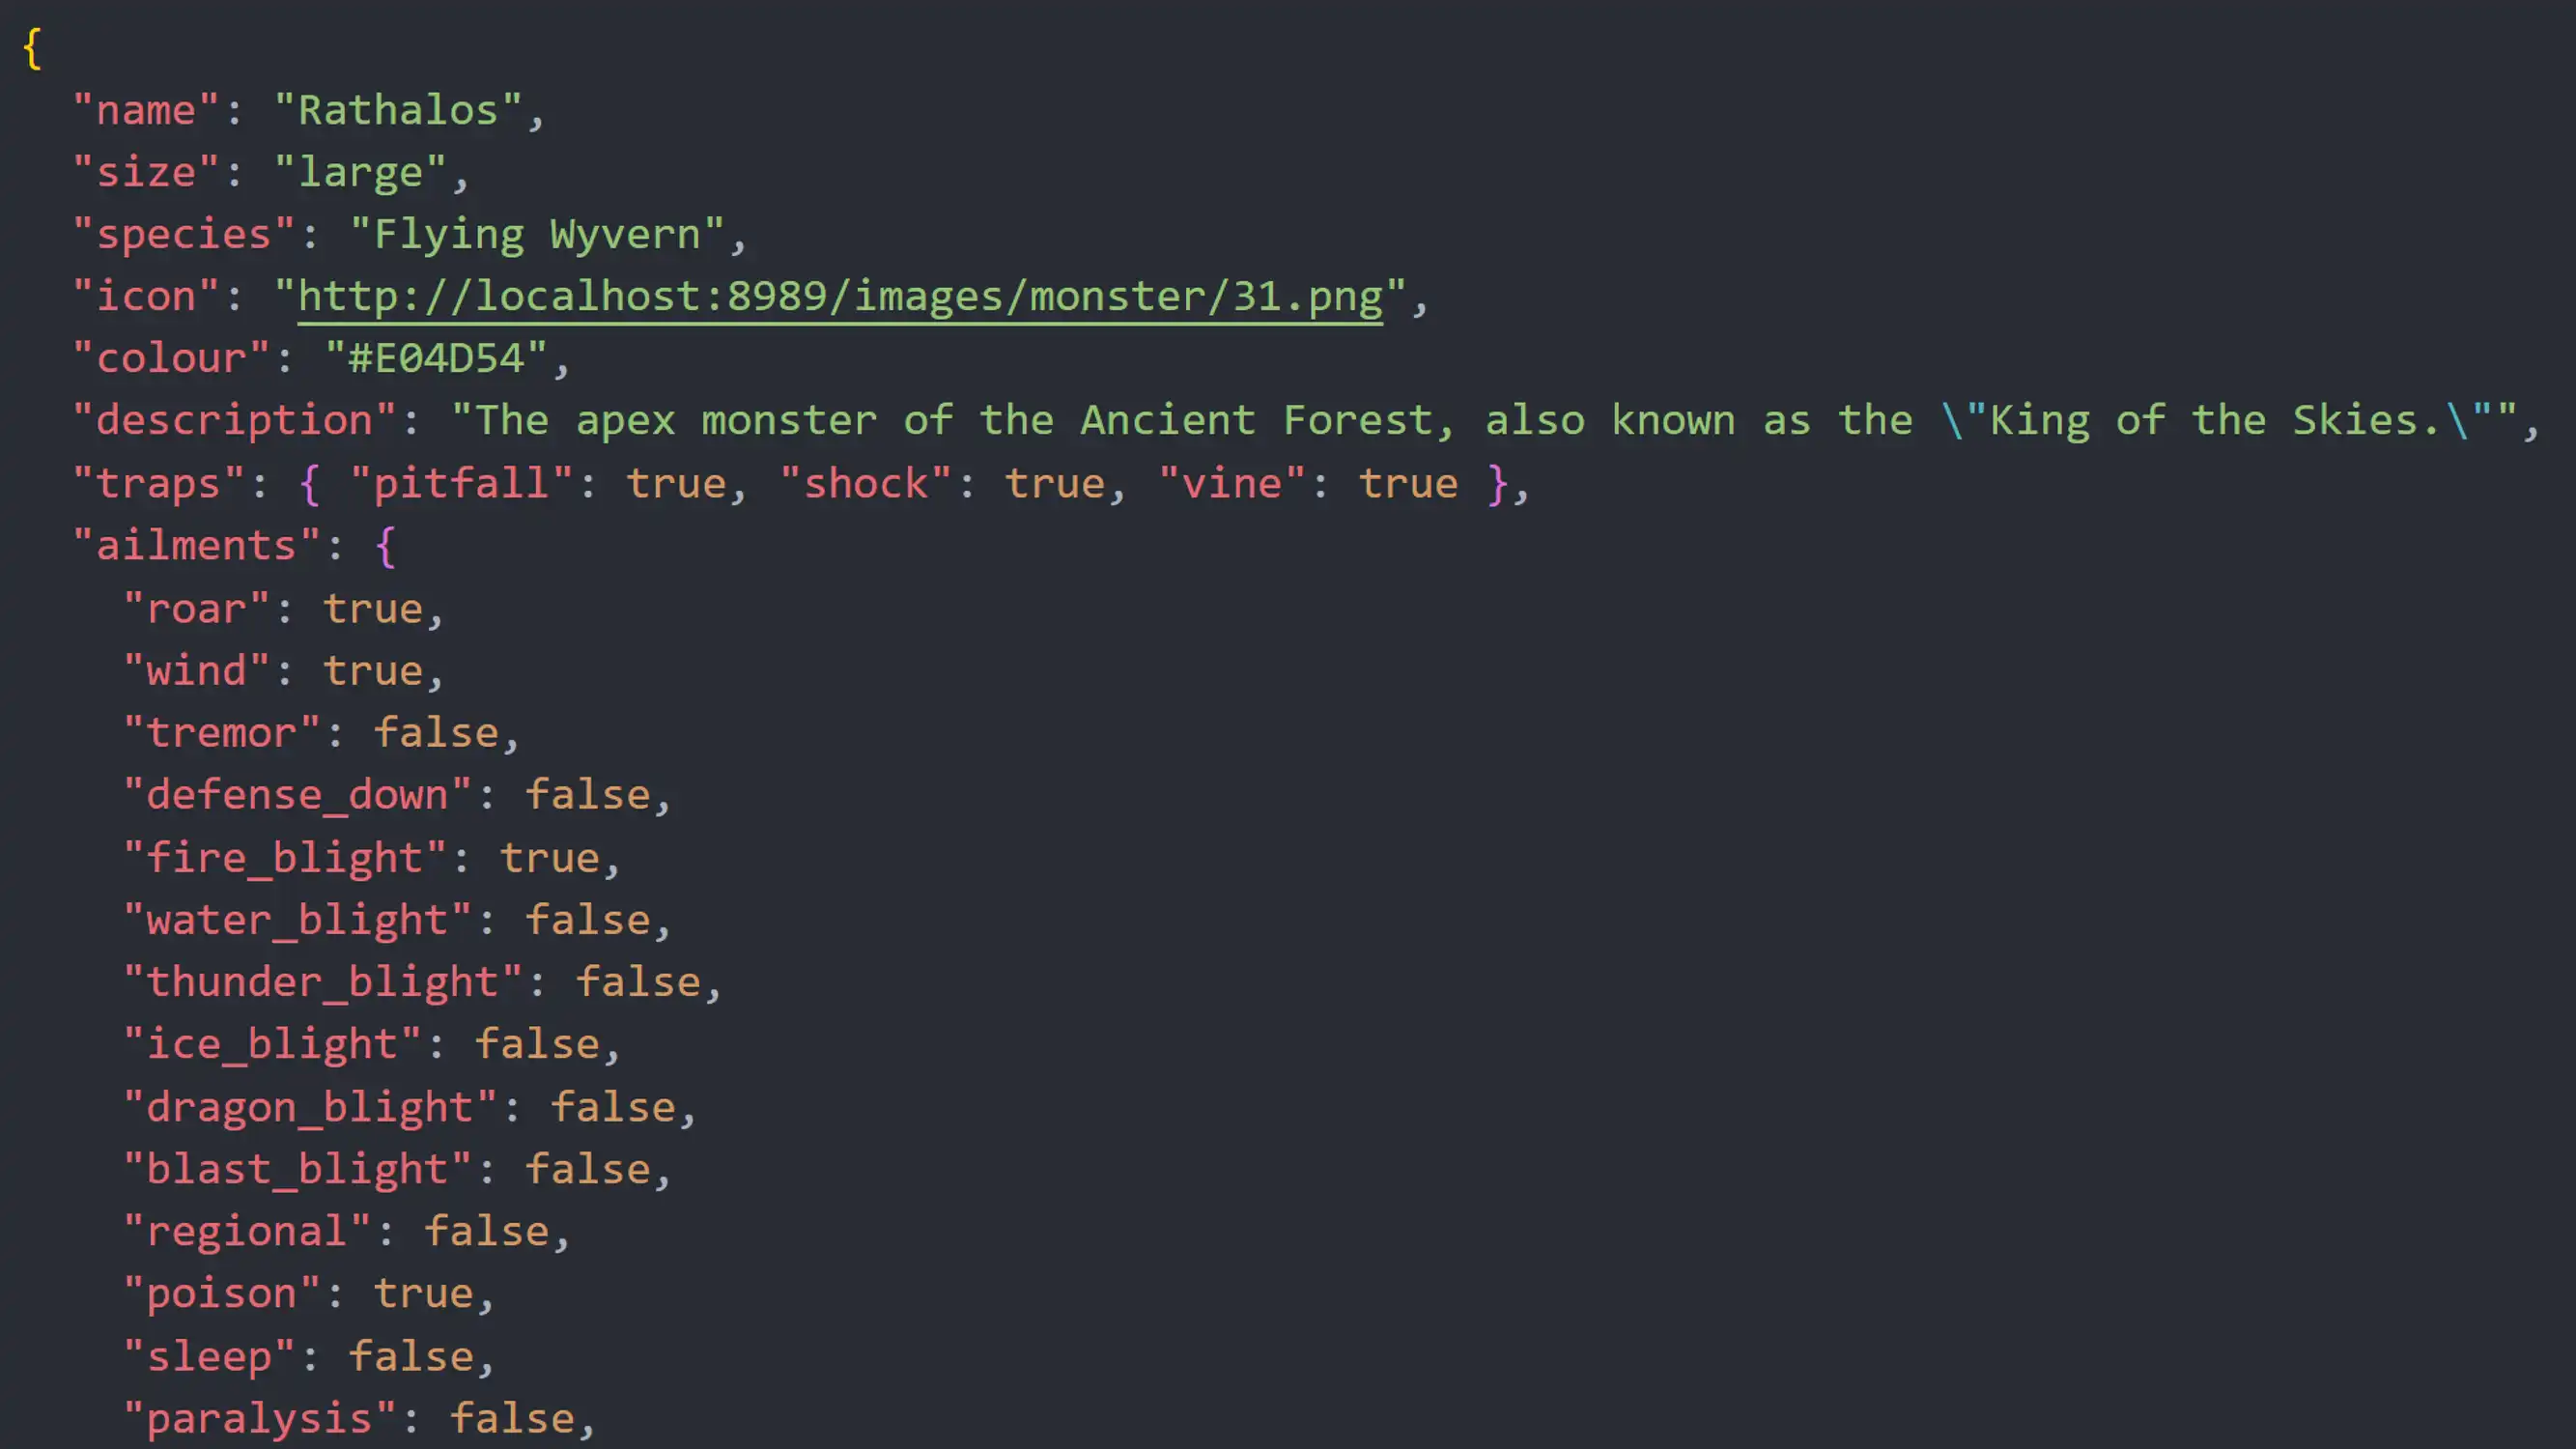 {
  "name": "Rathalos",
  "size": "large",
  "species": "Flying Wyvern",
  "icon": "http://localhost:8989/images/monster/31.png",
  "colour": "#E04D54",
  "description": "The apex monster of the Ancient Forest, also known as the \"King of the Skies.\"",
  "traps": { "pitfall": true, "shock": true, "vine": true },
  "ailments": {
    "roar": true,
    "wind": true,
    "tremor": false,
    "defense_down": false,
    "fire_blight": true,
    "water_blight": false,
    "thunder_blight": false,
    "ice_blight": false,
    "dragon_blight": false,
    "blast_blight": false,
    "regional": false,
    "poison": true,
    "sleep": false,
    "paralysis": false,